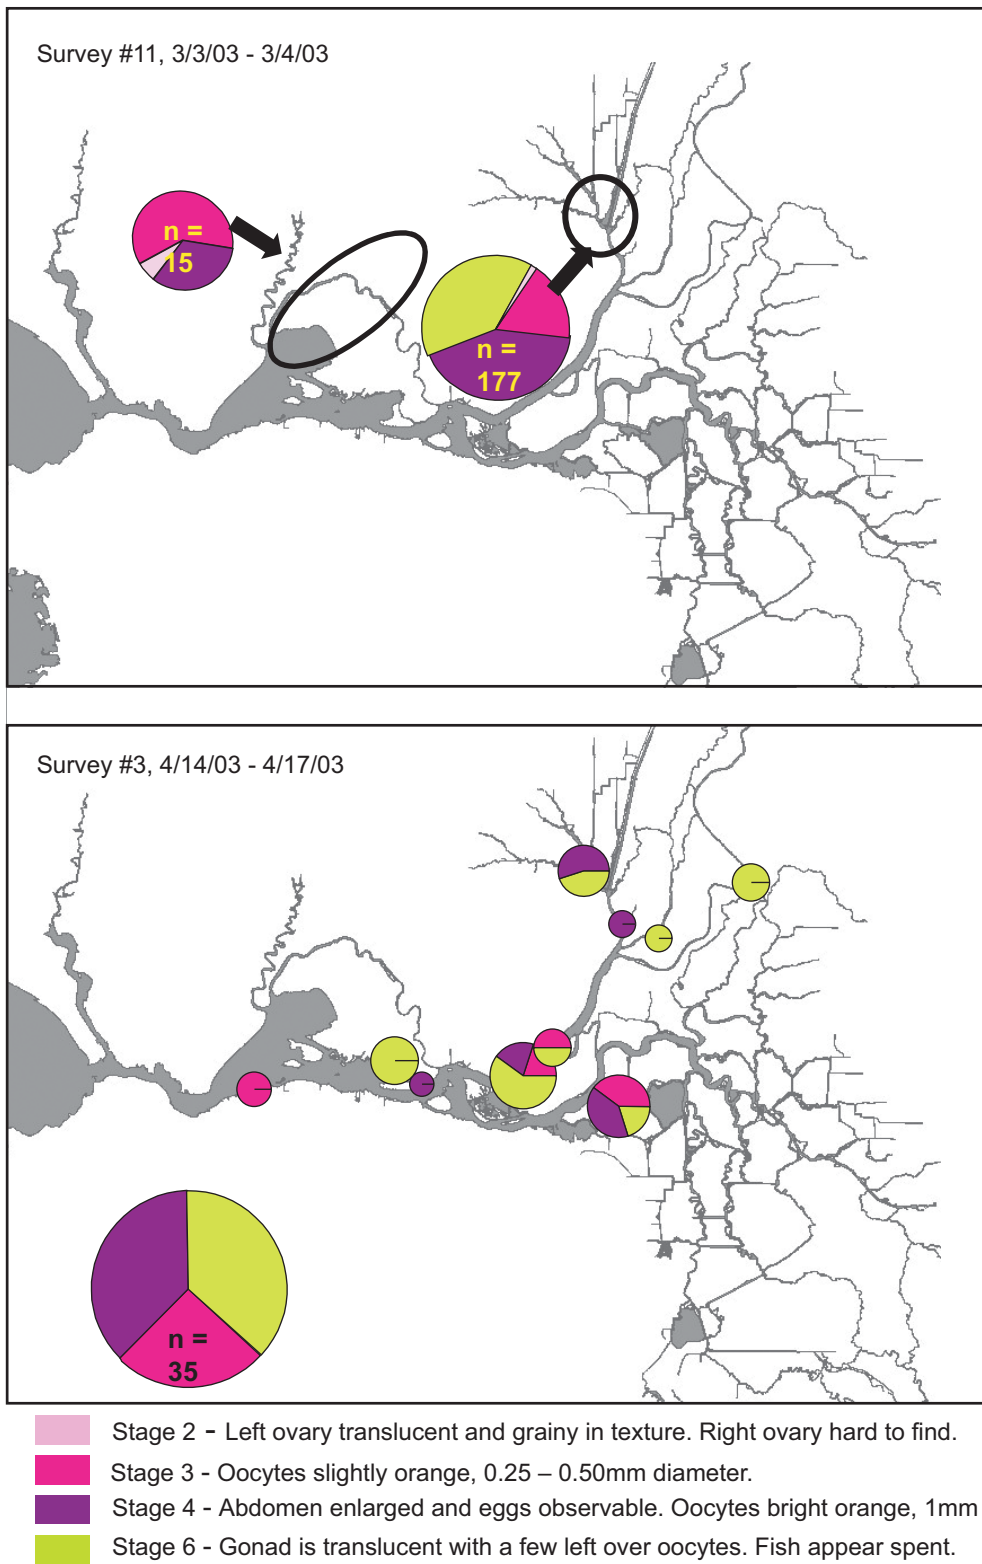 Survey #11, 3/3/03 - 3/4/03
n =
15
n =
177
Survey #3, 4/14/03 - 4/17/03
n =
35
Stage 2 - Left ovary translucent and grainy in texture. Right ovary hard to find.
Stage 3 - Oocytes slightly orange, 0.25 – 0.50mm diameter.
Stage 4 - Abdomen enlarged and eggs observable. Oocytes bright orange, 1mm
Stage 6 - Gonad is translucent with a few left over oocytes. Fish appear spent.